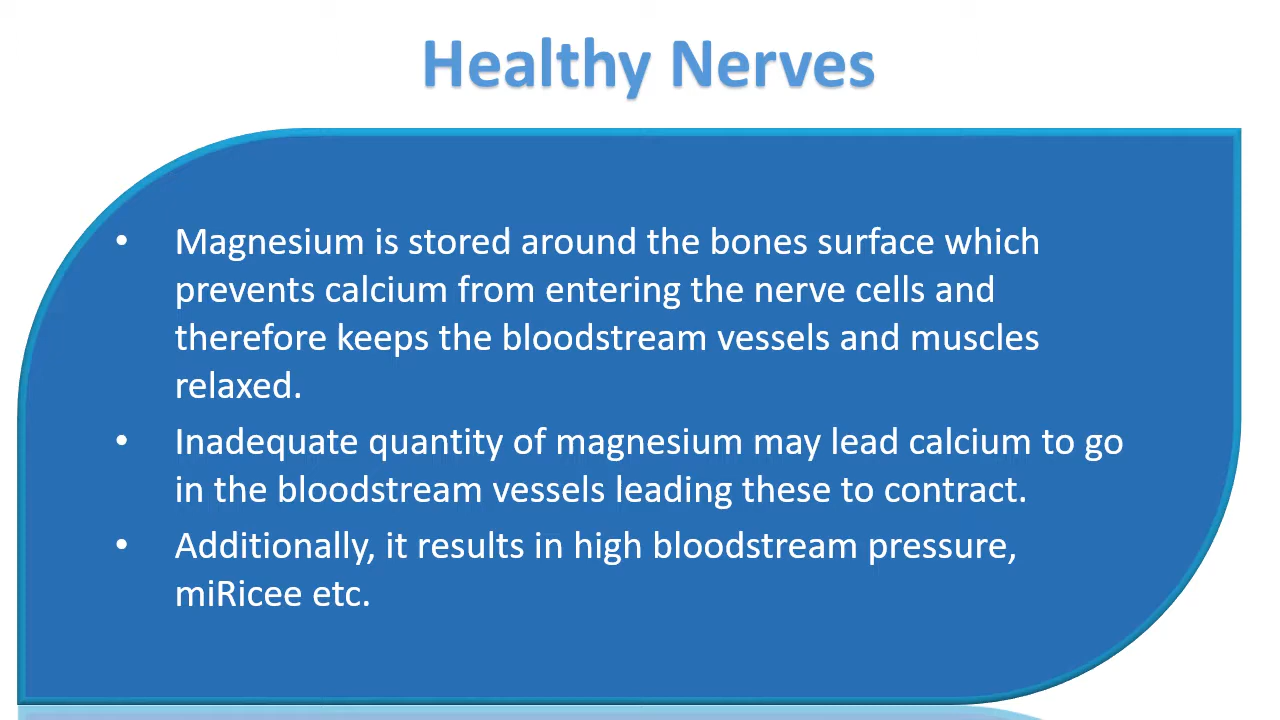 Healthy Nerves
• Magnesium is stored around the bones surface which
prevents calcium from entering the nerve cells and
therefore keeps the bloodstream vessels and muscles
relaxed.
• Inadequate quantity of magnesium may lead calcium to go
in the bloodstream vessels leading these to contract.
• Additionally, it results in high bloodstream pressure,
miRicee etc.